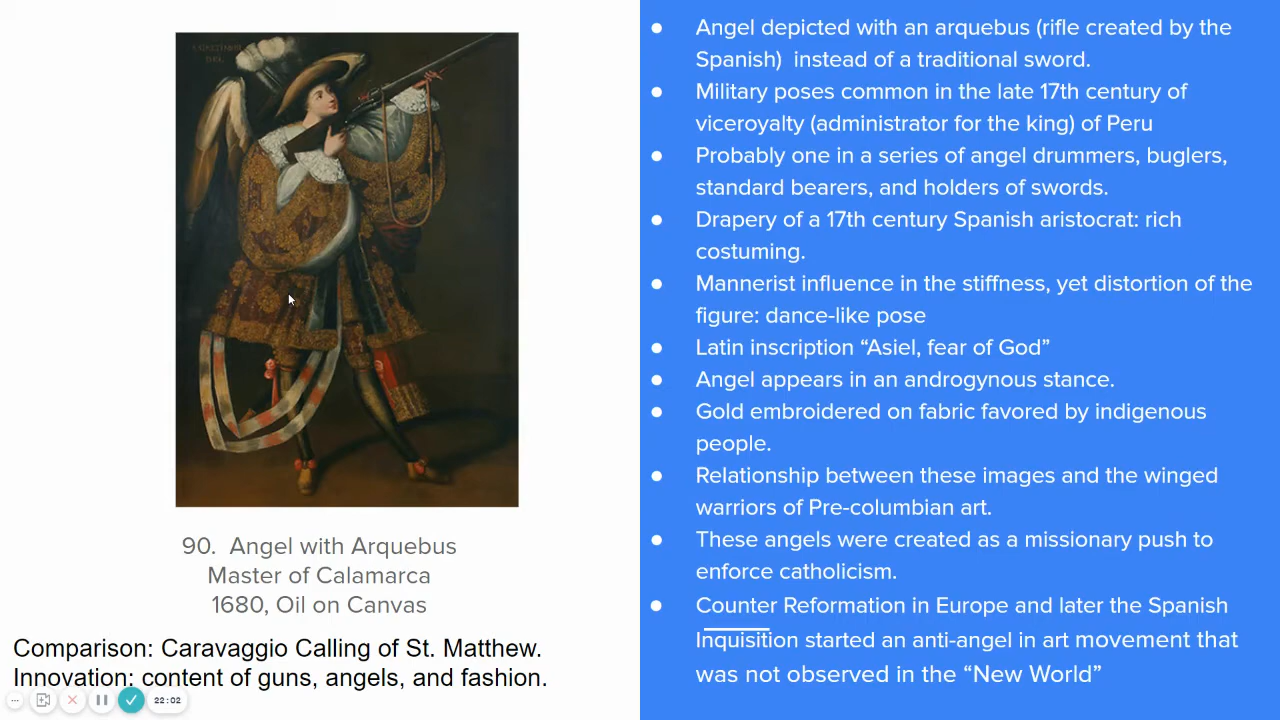 90. Angel with Arquebus
Master of Calamarca
1680, Oil on Canvas
Comparison: Caravaggio Calling of St. Matthew.
Innovation: content of guns, angels, and fashion.
22:02
● Angel depicted with an arquebus (rifle created by the
Spanish) instead of a traditional sword.
● Military poses common in the late 17th century of
viceroyalty (administrator for the king) of Peru
● Probably one in a series of angel drummers, buglers,
standard bearers, and holders of swords.
● Drapery of a 17th century Spanish aristocrat: rich
costuming.
● Mannerist influence in the stiffness, yet distortion of the
figure: dance-like pose
● Latin inscription “Asiel, fear of God”
● Angel appears in an androgynous stance.
● Gold embroidered on fabric favored by indigenous
people.
● Relationship between these images and the winged
warriors of Pre-columbian art.
● These angels were created as a missionary push to
enforce catholicism.
● Counter Reformation in Europe and later the Spanish
Inquisition started an anti-angel in art movement that
was not observed in the “New World”